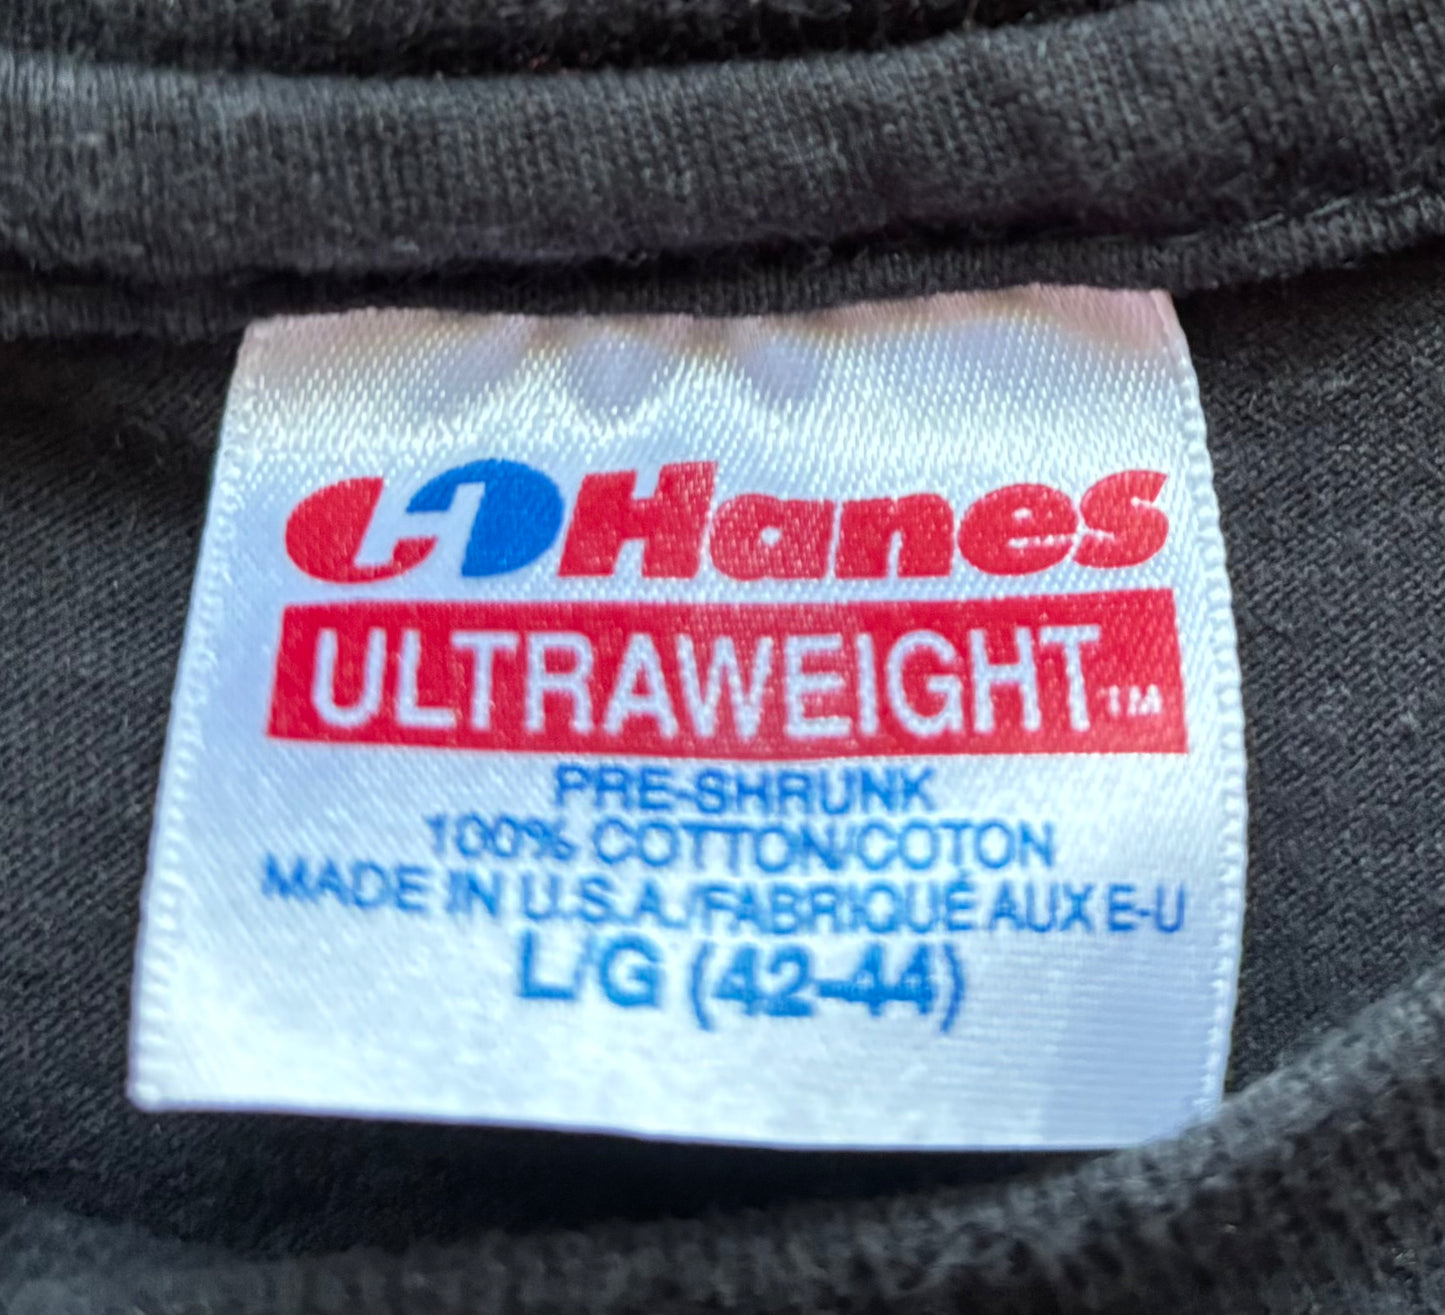 Hanes
ULTRAWEIGHT™
PRE-SHRUNK
100% COTTON/COTON
MADE IN U.S.A./FABRIQUÉ AUX E-U
L/G (42-44)